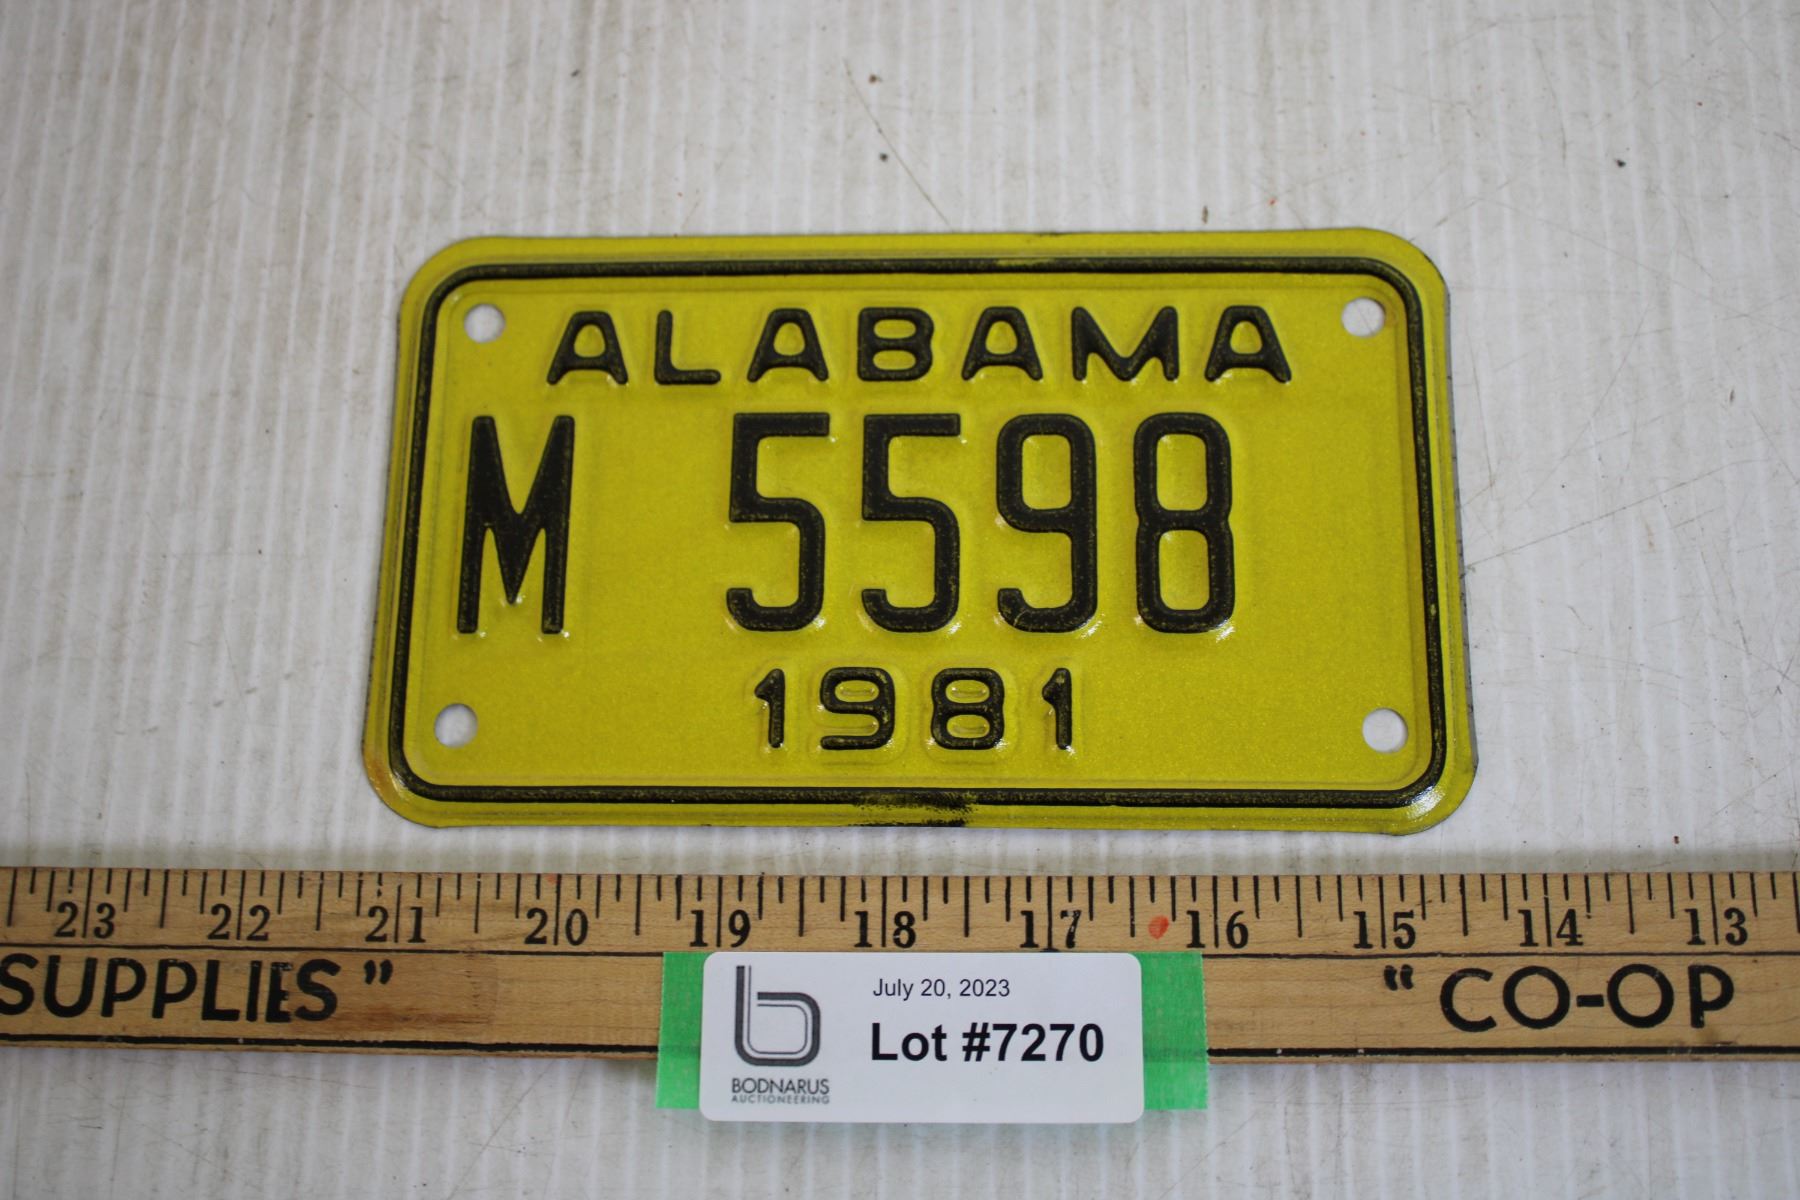 ALABAMA
M 5598
1981
23 22 21 20 19 18 17 16 15 14 13
SUPPLIES” “CO-OP
July 20, 2023
Lot #7270
BODNARUS
AUCTIONEERING